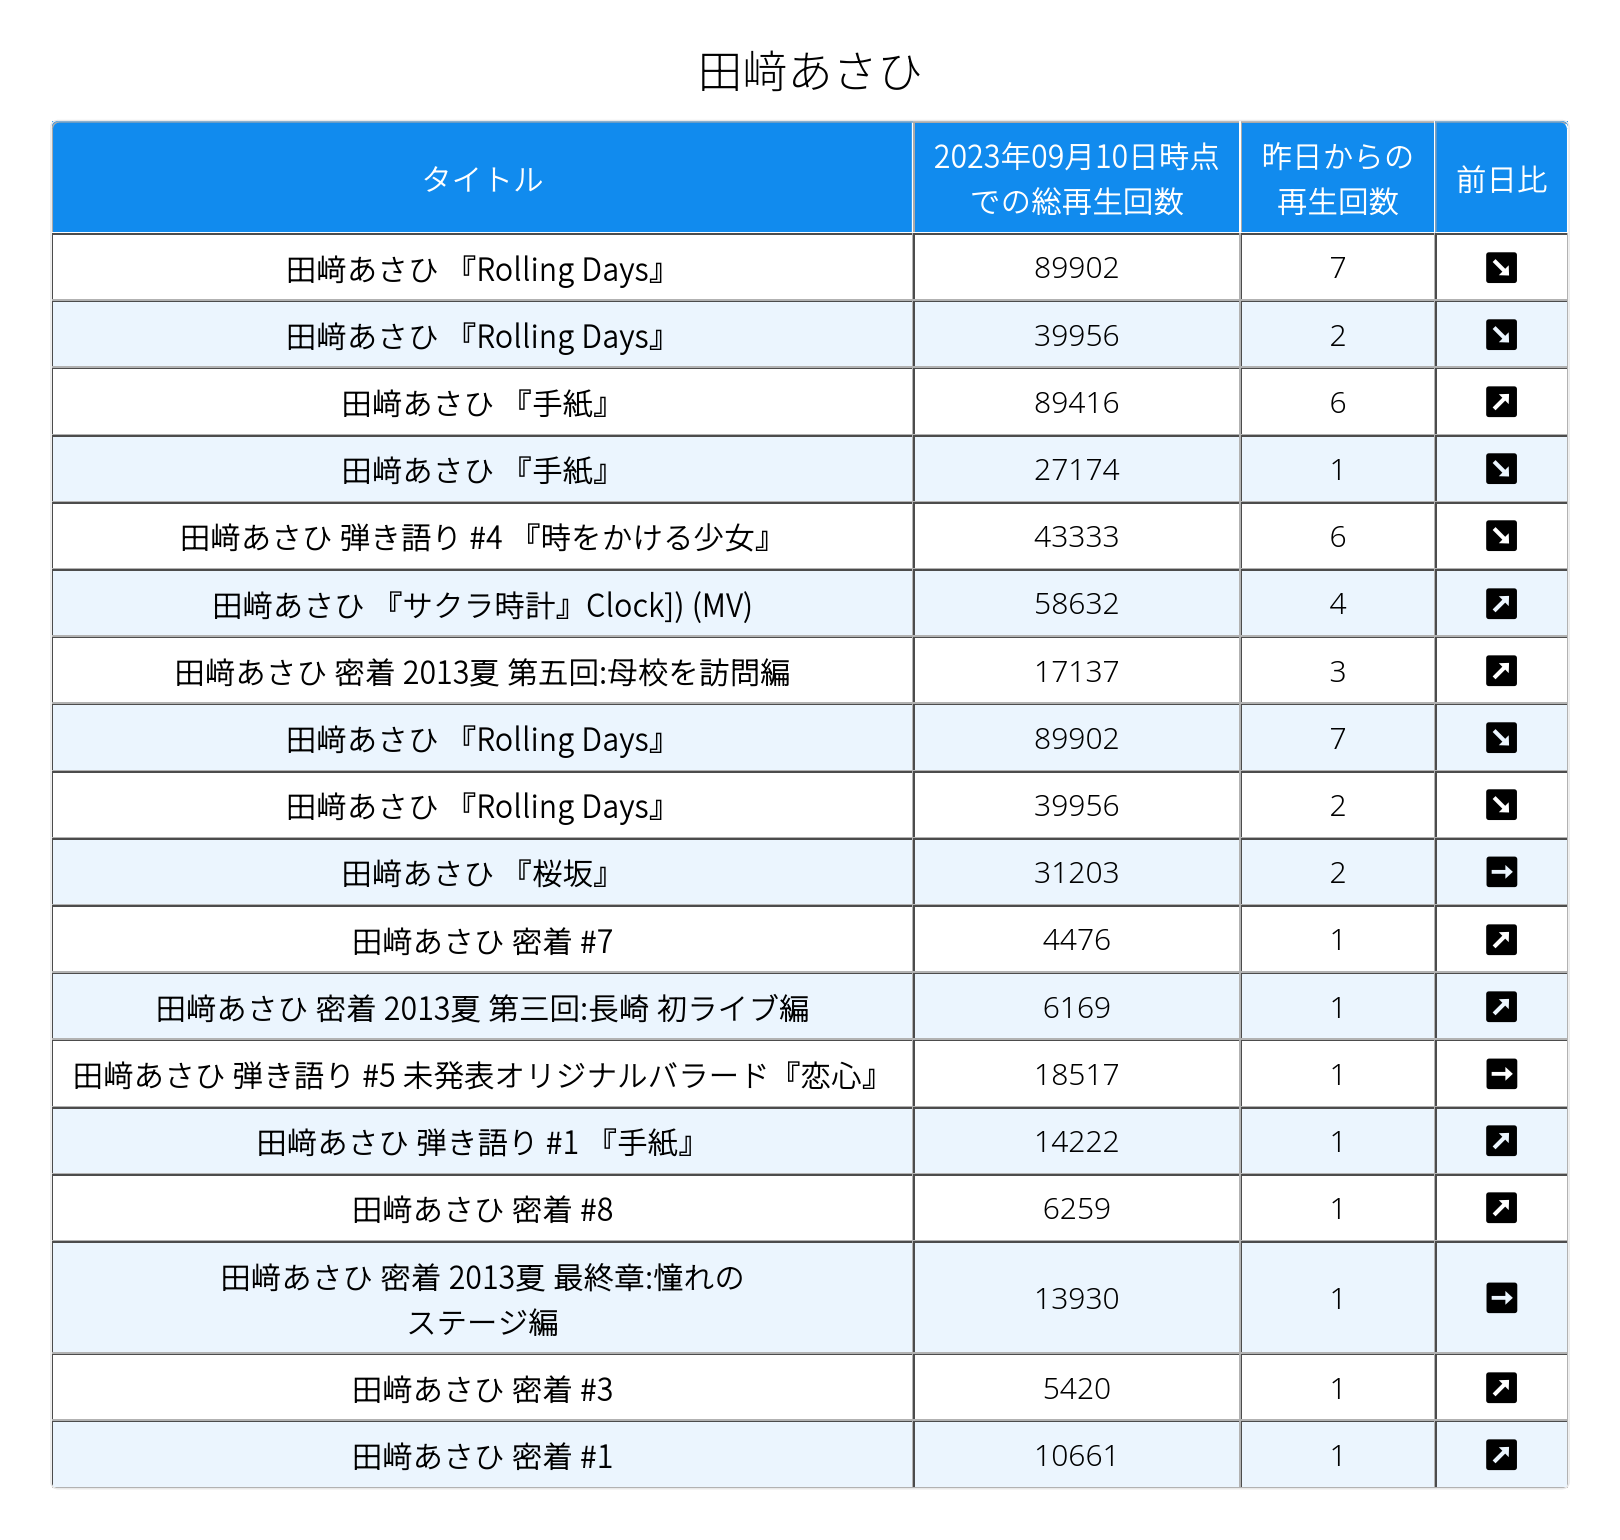 田﨑あさひ
タイトル 2023年09月10日時点 昨日からの 前日比
での総再生回数 再生回数
田﨑あさひ 『Rolling Days』 89902 7 ↘
田﨑あさひ 『Rolling Days』 39956 2 ↘
田﨑あさひ 『手紙』 89416 6 ↗
田﨑あさひ 『手紙』 27174 1 ↘
田﨑あさひ 弾き語り #4 『時をかける少女』 43333 6 ↘
田﨑あさひ 『サクラ時計』Clock]) (MV) 58632 4 ↗
田﨑あさひ 密着 2013夏 第五回:母校を訪問編 17137 3 ↗
田﨑あさひ 『Rolling Days』 89902 7 ↘
田﨑あさひ 『Rolling Days』 39956 2 ↘
田﨑あさひ 『桜坂』 31203 2 →
田﨑あさひ 密着 #7 4476 1 ↗
田﨑あさひ 密着 2013夏 第三回:長崎 初ライブ編 6169 1 ↗
田﨑あさひ 弾き語り #5 未発表オリジナルバラード『恋心』 18517 1 →
田﨑あさひ 弾き語り #1 『手紙』 14222 1 ↗
田﨑あさひ 密着 #8 6259 1 ↗
田﨑あさひ 密着 2013夏 最終章:憧れの
ステージ編 13930 1 →
田﨑あさひ 密着 #3 5420 1 ↗
田﨑あさひ 密着 #1 10661 1 ↗